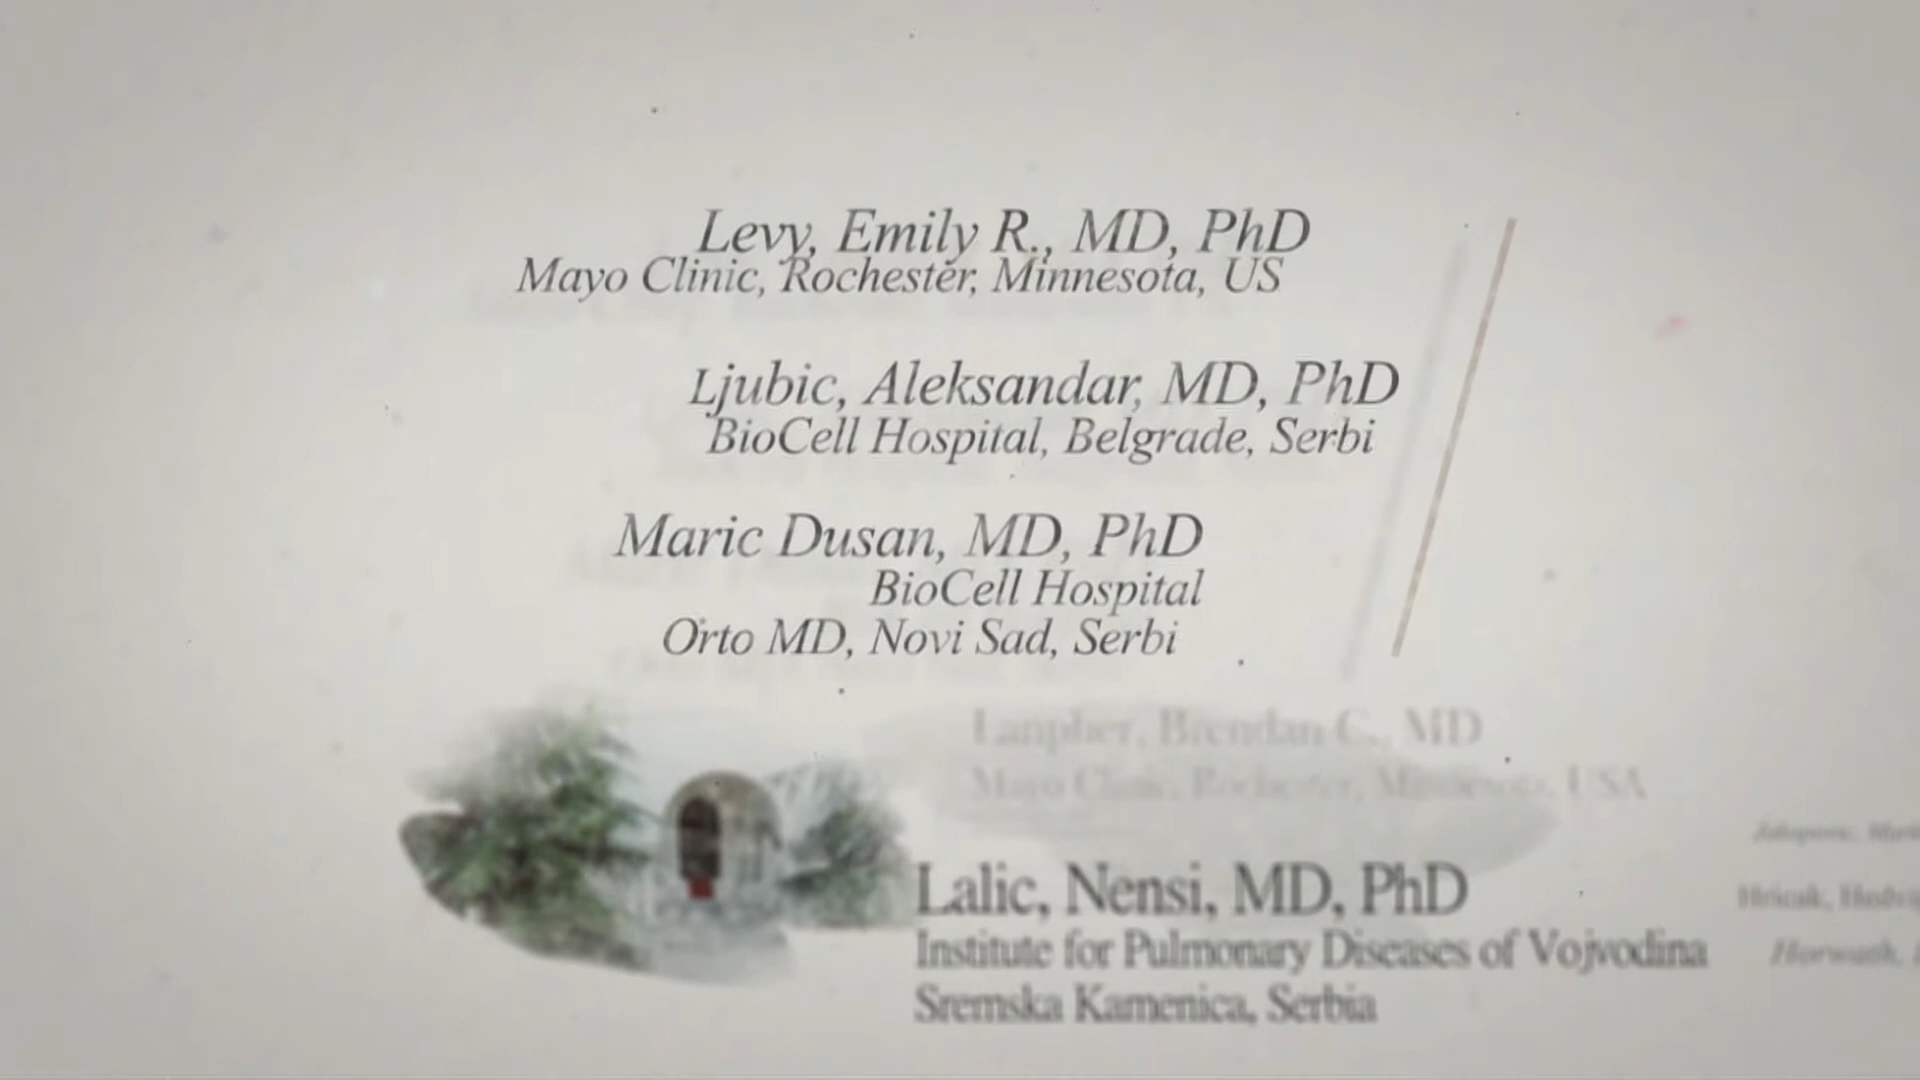 Levy, Emily R., MD, PhD
Mayo Clinic, Rochester, Minnesota, US
Ljubic, Aleksandar, MD, PhD
BioCell Hospital, Belgrade, Serbi
Maric Dusan, MD, PhD
BioCell Hospital
Orto MD, Novi Sad, Serbi
Lanpher, Brendan C., MD
Mayo Clinic, Rochester, Minnesota, USA
Lalic, Nensi, MD, PhD
Institute for Pulmonary Diseases of Vojvodina
Sremska Kamenica, Serbia